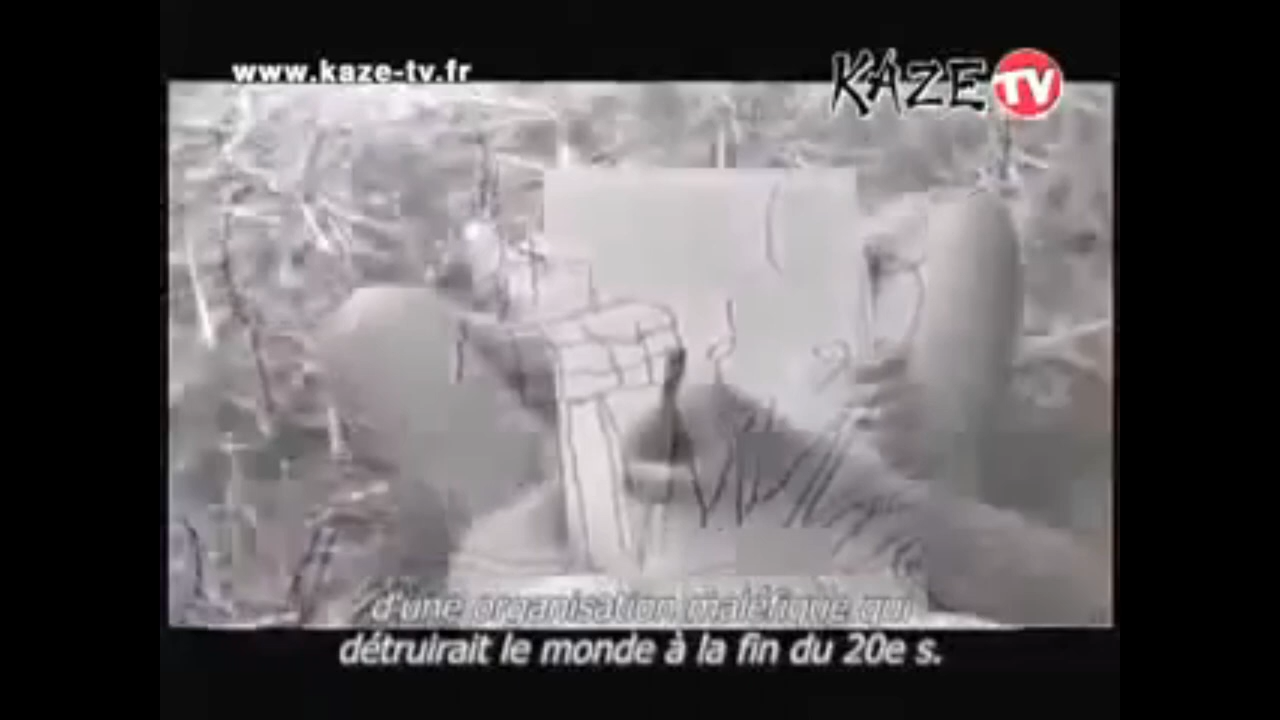 www.kaze-tv.fr
KAZE TV
d'une organisation maléfique qui
détruirait le monde à la fin du 20e s.